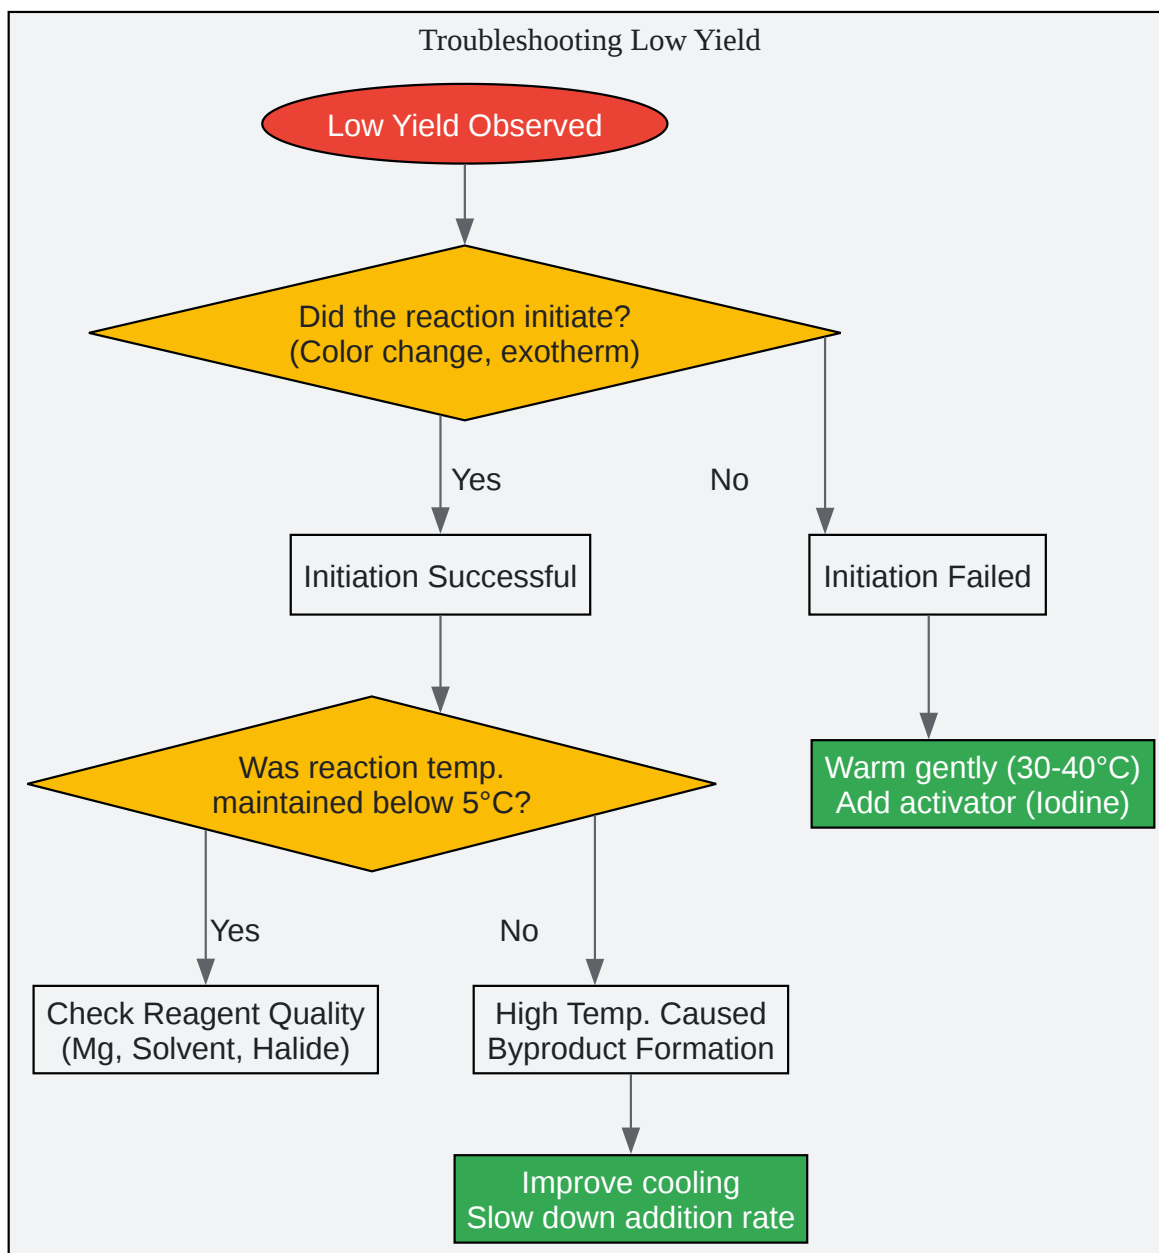 Troubleshooting Low Yield
Low Yield Observed
Did the reaction initiate?
(Color change, exotherm)
Yes
No
Initiation Successful
Initiation Failed
Was reaction temp.
maintained below 5°C?
Warm gently (30-40°C)
Add activator (Iodine)
Yes
No
Check Reagent Quality
(Mg, Solvent, Halide)
High Temp. Caused
Byproduct Formation
Improve cooling
Slow down addition rate